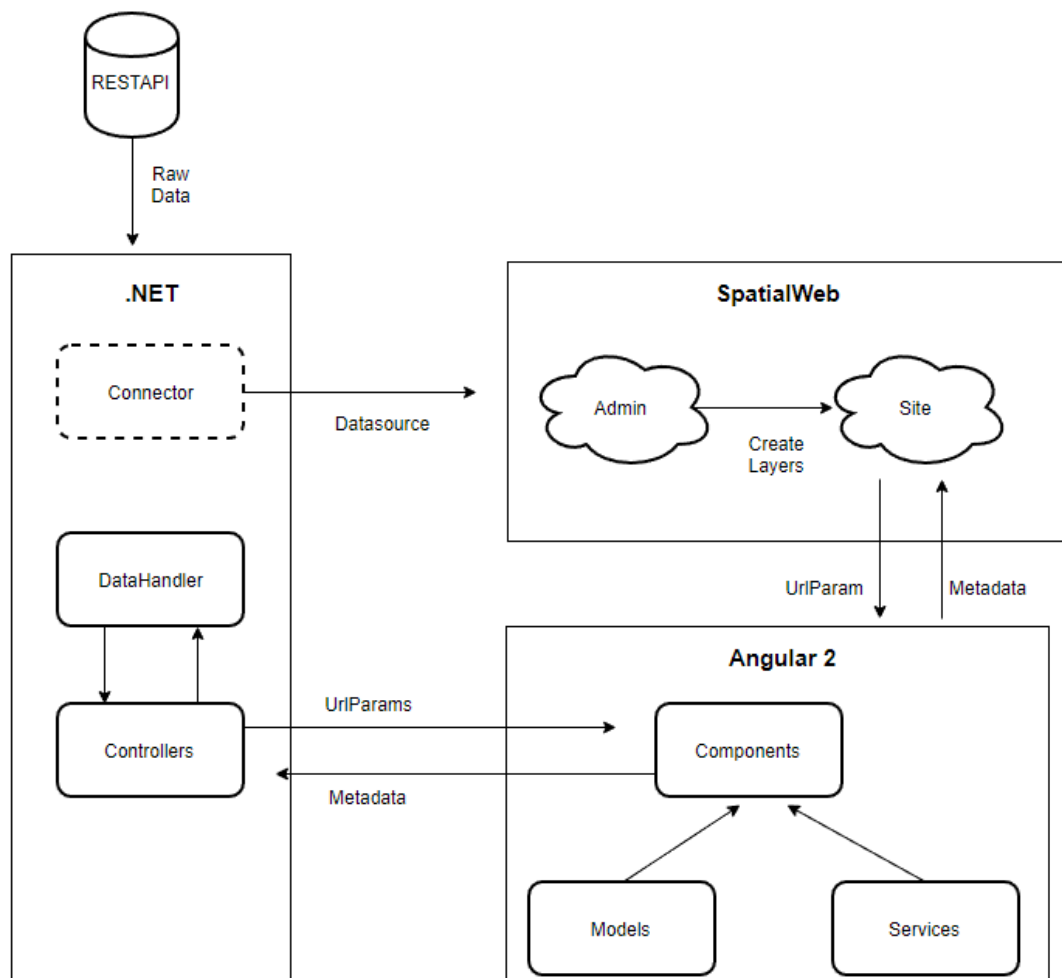 RESTAPI
Raw
Data
.NET
SpatialWeb
Connector
Datasource
Admin
Create
Layers
Site
DataHandler
UrlParam
Metadata
Angular 2
Controllers
UrlParams
Components
Metadata
Models
Services